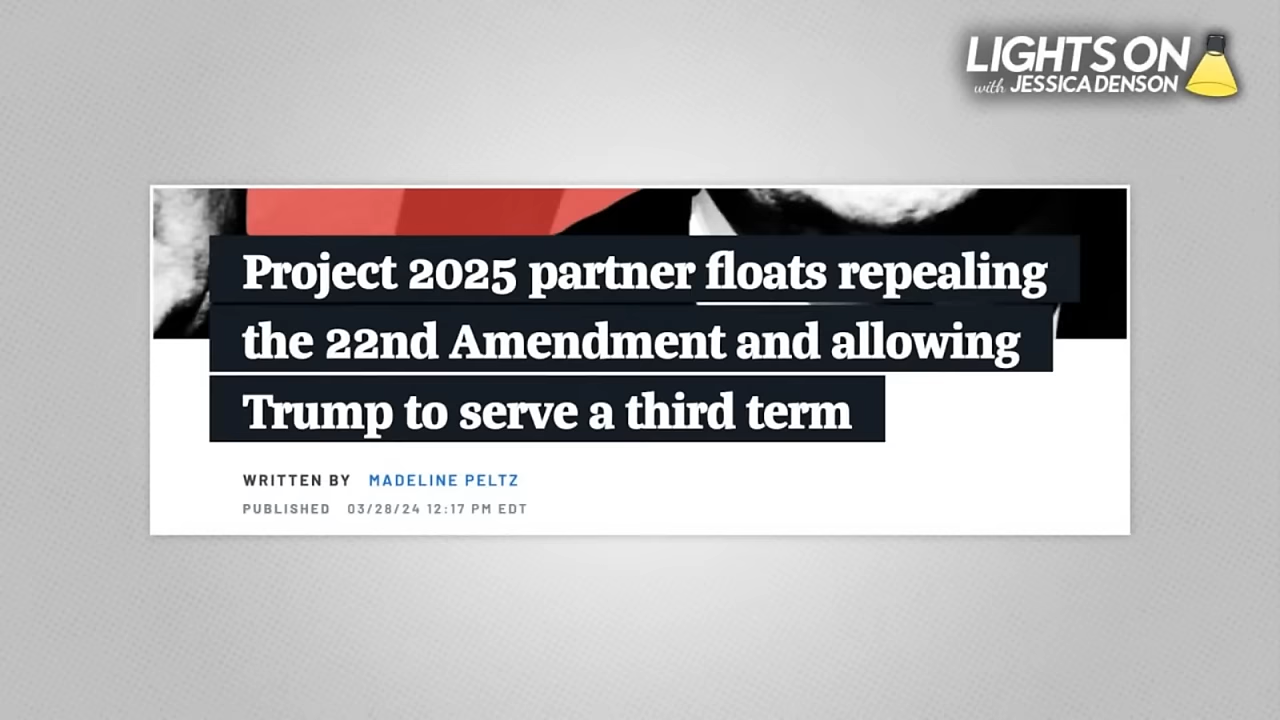 LIGHTS ON
with JESSICA DENSON
Project 2025 partner floats repealing
the 22nd Amendment and allowing
Trump to serve a third term
WRITTEN BY MADELINE PELTZ
PUBLISHED 03/28/24 12:17 PM EDT